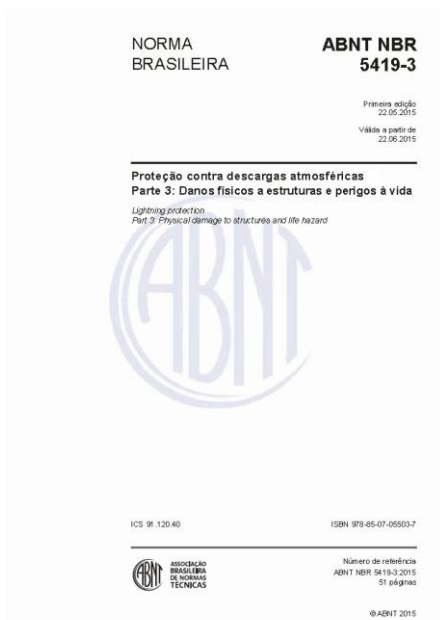 NORMA
BRASILEIRA
ABNT NBR
5419-3
Primeira edição
22.05.2015
Válida a partir de
22.06.2015
Proteção contra descargas atmosféricas
Parte 3: Danos físicos a estruturas e perigos à vida
Lightning protection
Part 3: Physical damage to structures and life hazard
ABNT
ICS 91.120.40
ISBN 978-85-07-05503-7
ABNT
ASSOCIAÇÃO
BRASILEIRA
DE NORMAS
TÉCNICAS
Número de referência
ABNT NBR 5419-3:2015
51 páginas
© ABNT 2015